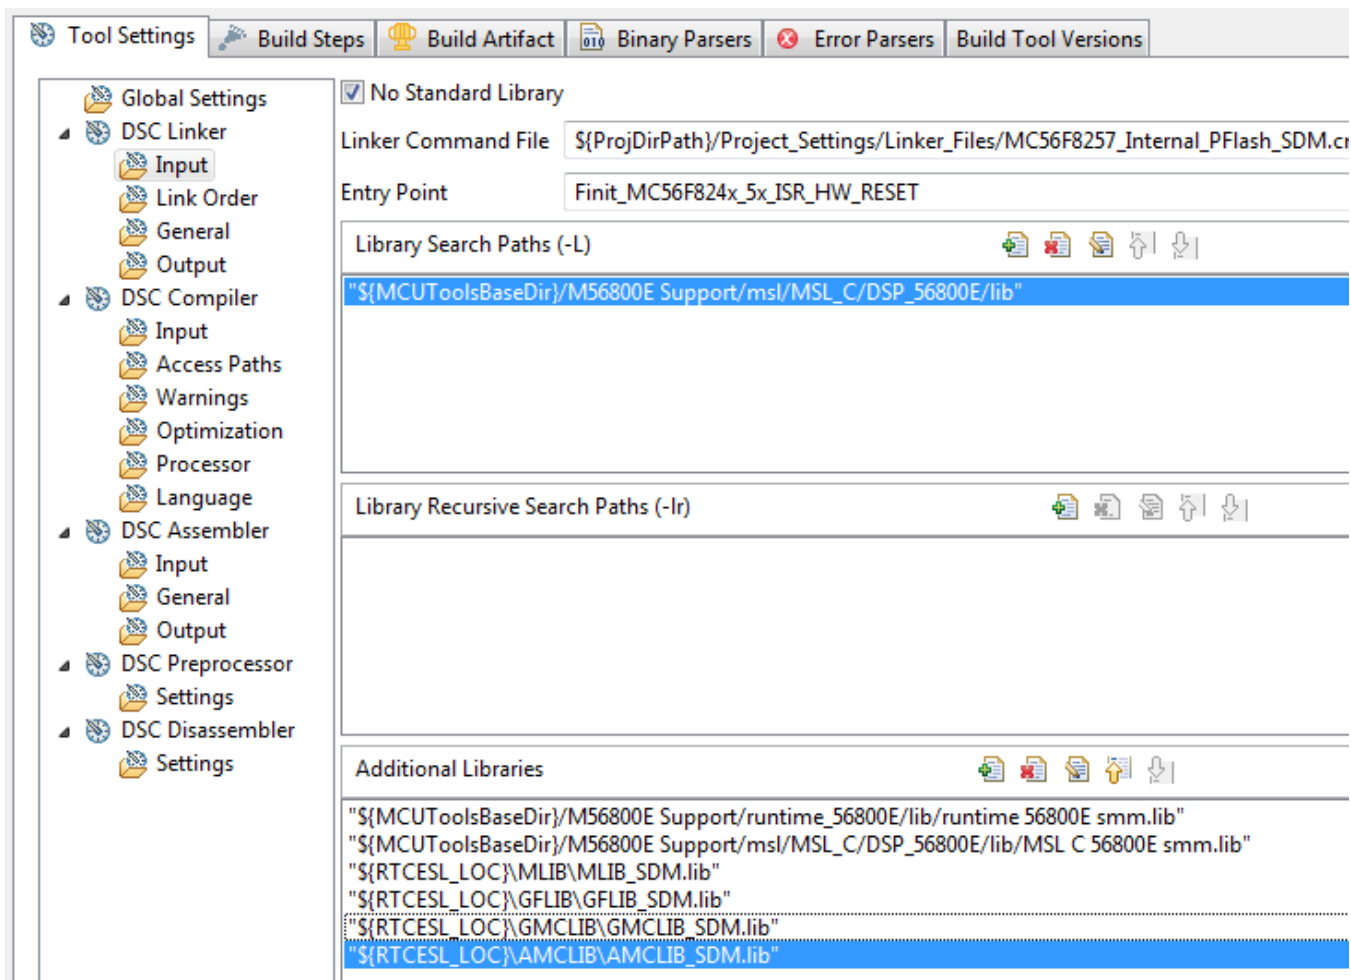 Tool Settings Build Steps Build Artifact Binary Parsers Error Parsers Build Tool Versions
Global Settings
DSC Linker
Input
Link Order
General
Output
DSC Compiler
Input
Access Paths
Warnings
Optimization
Processor
Language
DSC Assembler
Input
General
Output
DSC Preprocessor
Settings
DSC Disassembler
Settings
No Standard Library
Linker Command File ${ProjDirPath}/Project_Settings/Linker_Files/MC56F8257_Internal_PFlash_SDM.cm
Entry Point Finit_MC56F824x_5x_ISR_HW_RESET
Library Search Paths (-L)
"${MCUToolsBaseDir}/M56800E Support/msl/MSL_C/DSP_56800E/lib"
Library Recursive Search Paths (-lr)
Additional Libraries
"${MCUToolsBaseDir}/M56800E Support/runtime_56800E/lib/runtime 56800E smm.lib"
"${MCUToolsBaseDir}/M56800E Support/msl/MSL_C/DSP_56800E/lib/MSL C 56800E smm.lib"
"${RTCESL_LOC}\MLIB\MLIB_SDM.lib"
"${RTCESL_LOC}\GFLIB\GFLIB_SDM.lib"
"${RTCESL_LOC}\GMCLIB\GMCLIB_SDM.lib"
"${RTCESL_LOC}\AMCLIB\AMCLIB_SDM.lib"